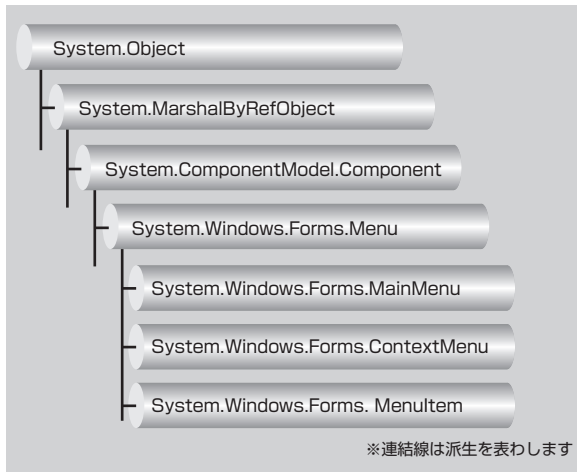 System.Object
System.MarshalByRefObject
System.ComponentModel.Component
System.Windows.Forms.Menu
System.Windows.Forms.MainMenu
System.Windows.Forms.ContextMenu
System.Windows.Forms. MenuItem
※連結線は派生を表わします